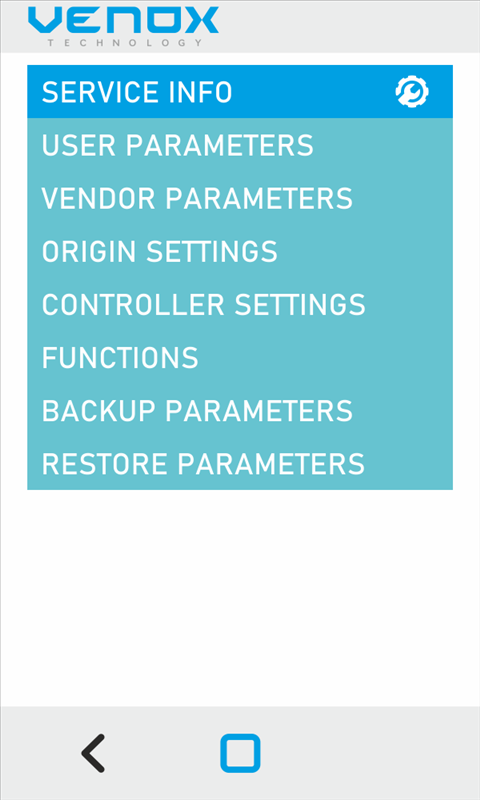 VENOX
TECHNOLOGY
SERVICE INFO
USER PARAMETERS
VENDOR PARAMETERS
ORIGIN SETTINGS
CONTROLLER SETTINGS
FUNCTIONS
BACKUP PARAMETERS
RESTORE PARAMETERS